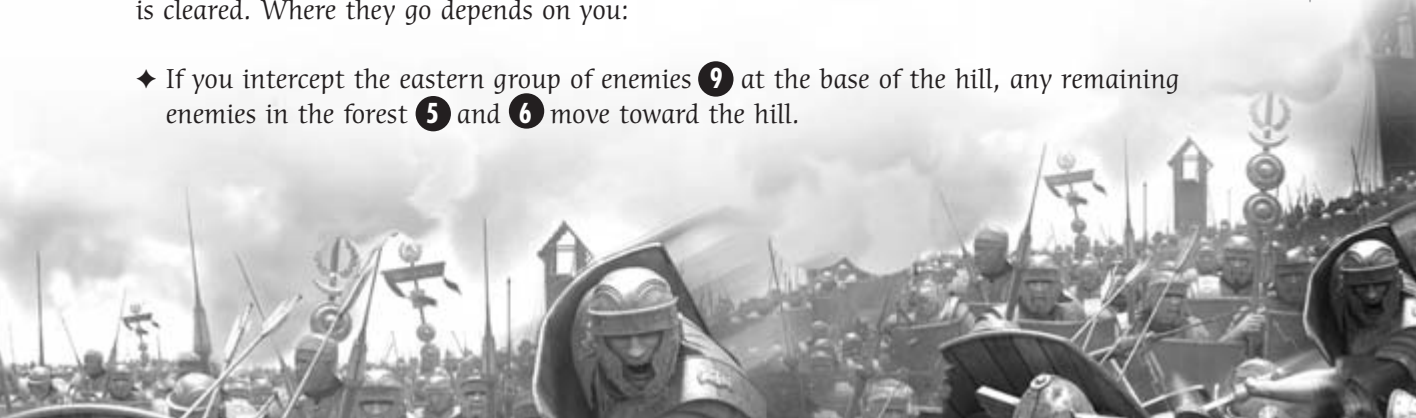 is cleared. Where they go depends on you:
✦ If you intercept the eastern group of enemies 9 at the base of the hill, any remaining
enemies in the forest 5 and 6 move toward the hill.